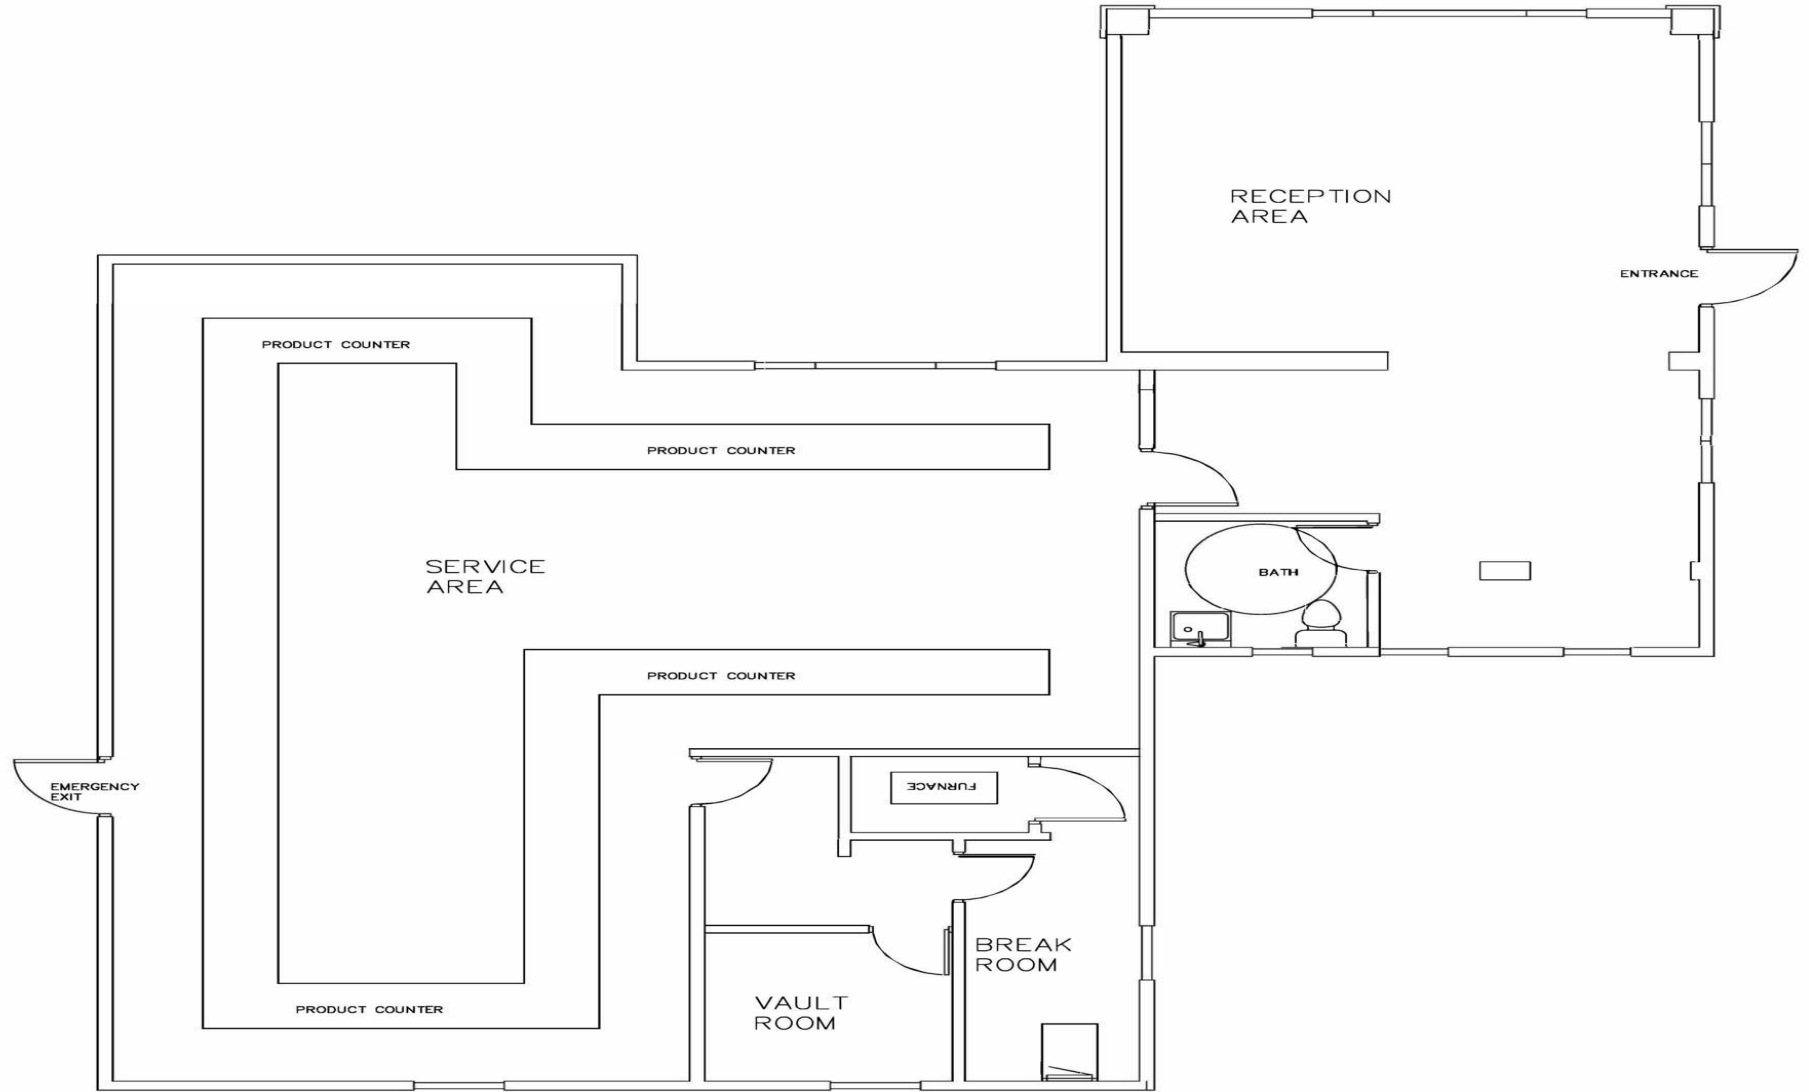 RECEPTION
AREA
ENTRANCE
PRODUCT COUNTER
PRODUCT COUNTER
SERVICE
AREA
BATH
PRODUCT COUNTER
EMERGENCY
EXIT
FURNACE
BREAK
ROOM
VAULT
ROOM
PRODUCT COUNTER